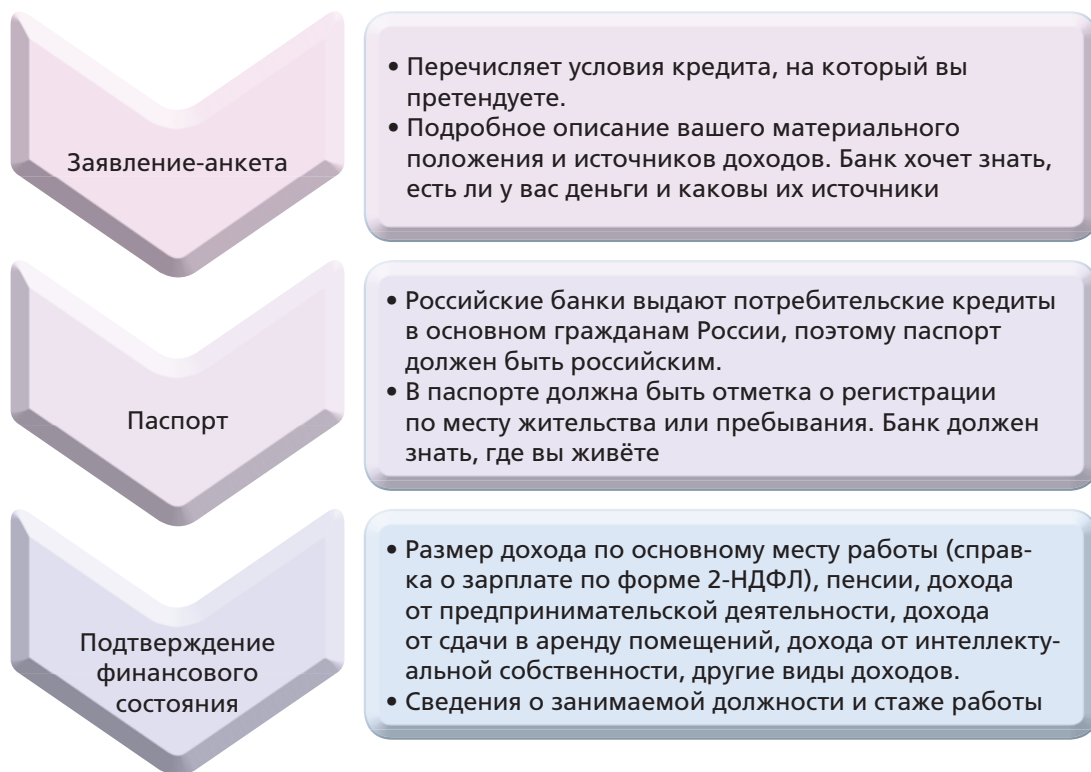 Заявление-анкета
• Перечисляет условия кредита, на который вы
претендуете.
• Подробное описание вашего материального
положения и источников доходов. Банк хочет знать,
есть ли у вас деньги и каковы их источники
Паспорт
• Российские банки выдают потребительские кредиты
в основном гражданам России, поэтому паспорт
должен быть российским.
• В паспорте должна быть отметка о регистрации
по месту жительства или пребывания. Банк должен
знать, где вы живёте
Подтверждение
финансового
состояния
• Размер дохода по основному месту работы (справ-
ка о зарплате по форме 2-НДФЛ), пенсии, дохода
от предпринимательской деятельности, дохода
от сдачи в аренду помещений, дохода от интеллекту-
альной собственности, другие виды доходов.
• Сведения о занимаемой должности и стаже работы